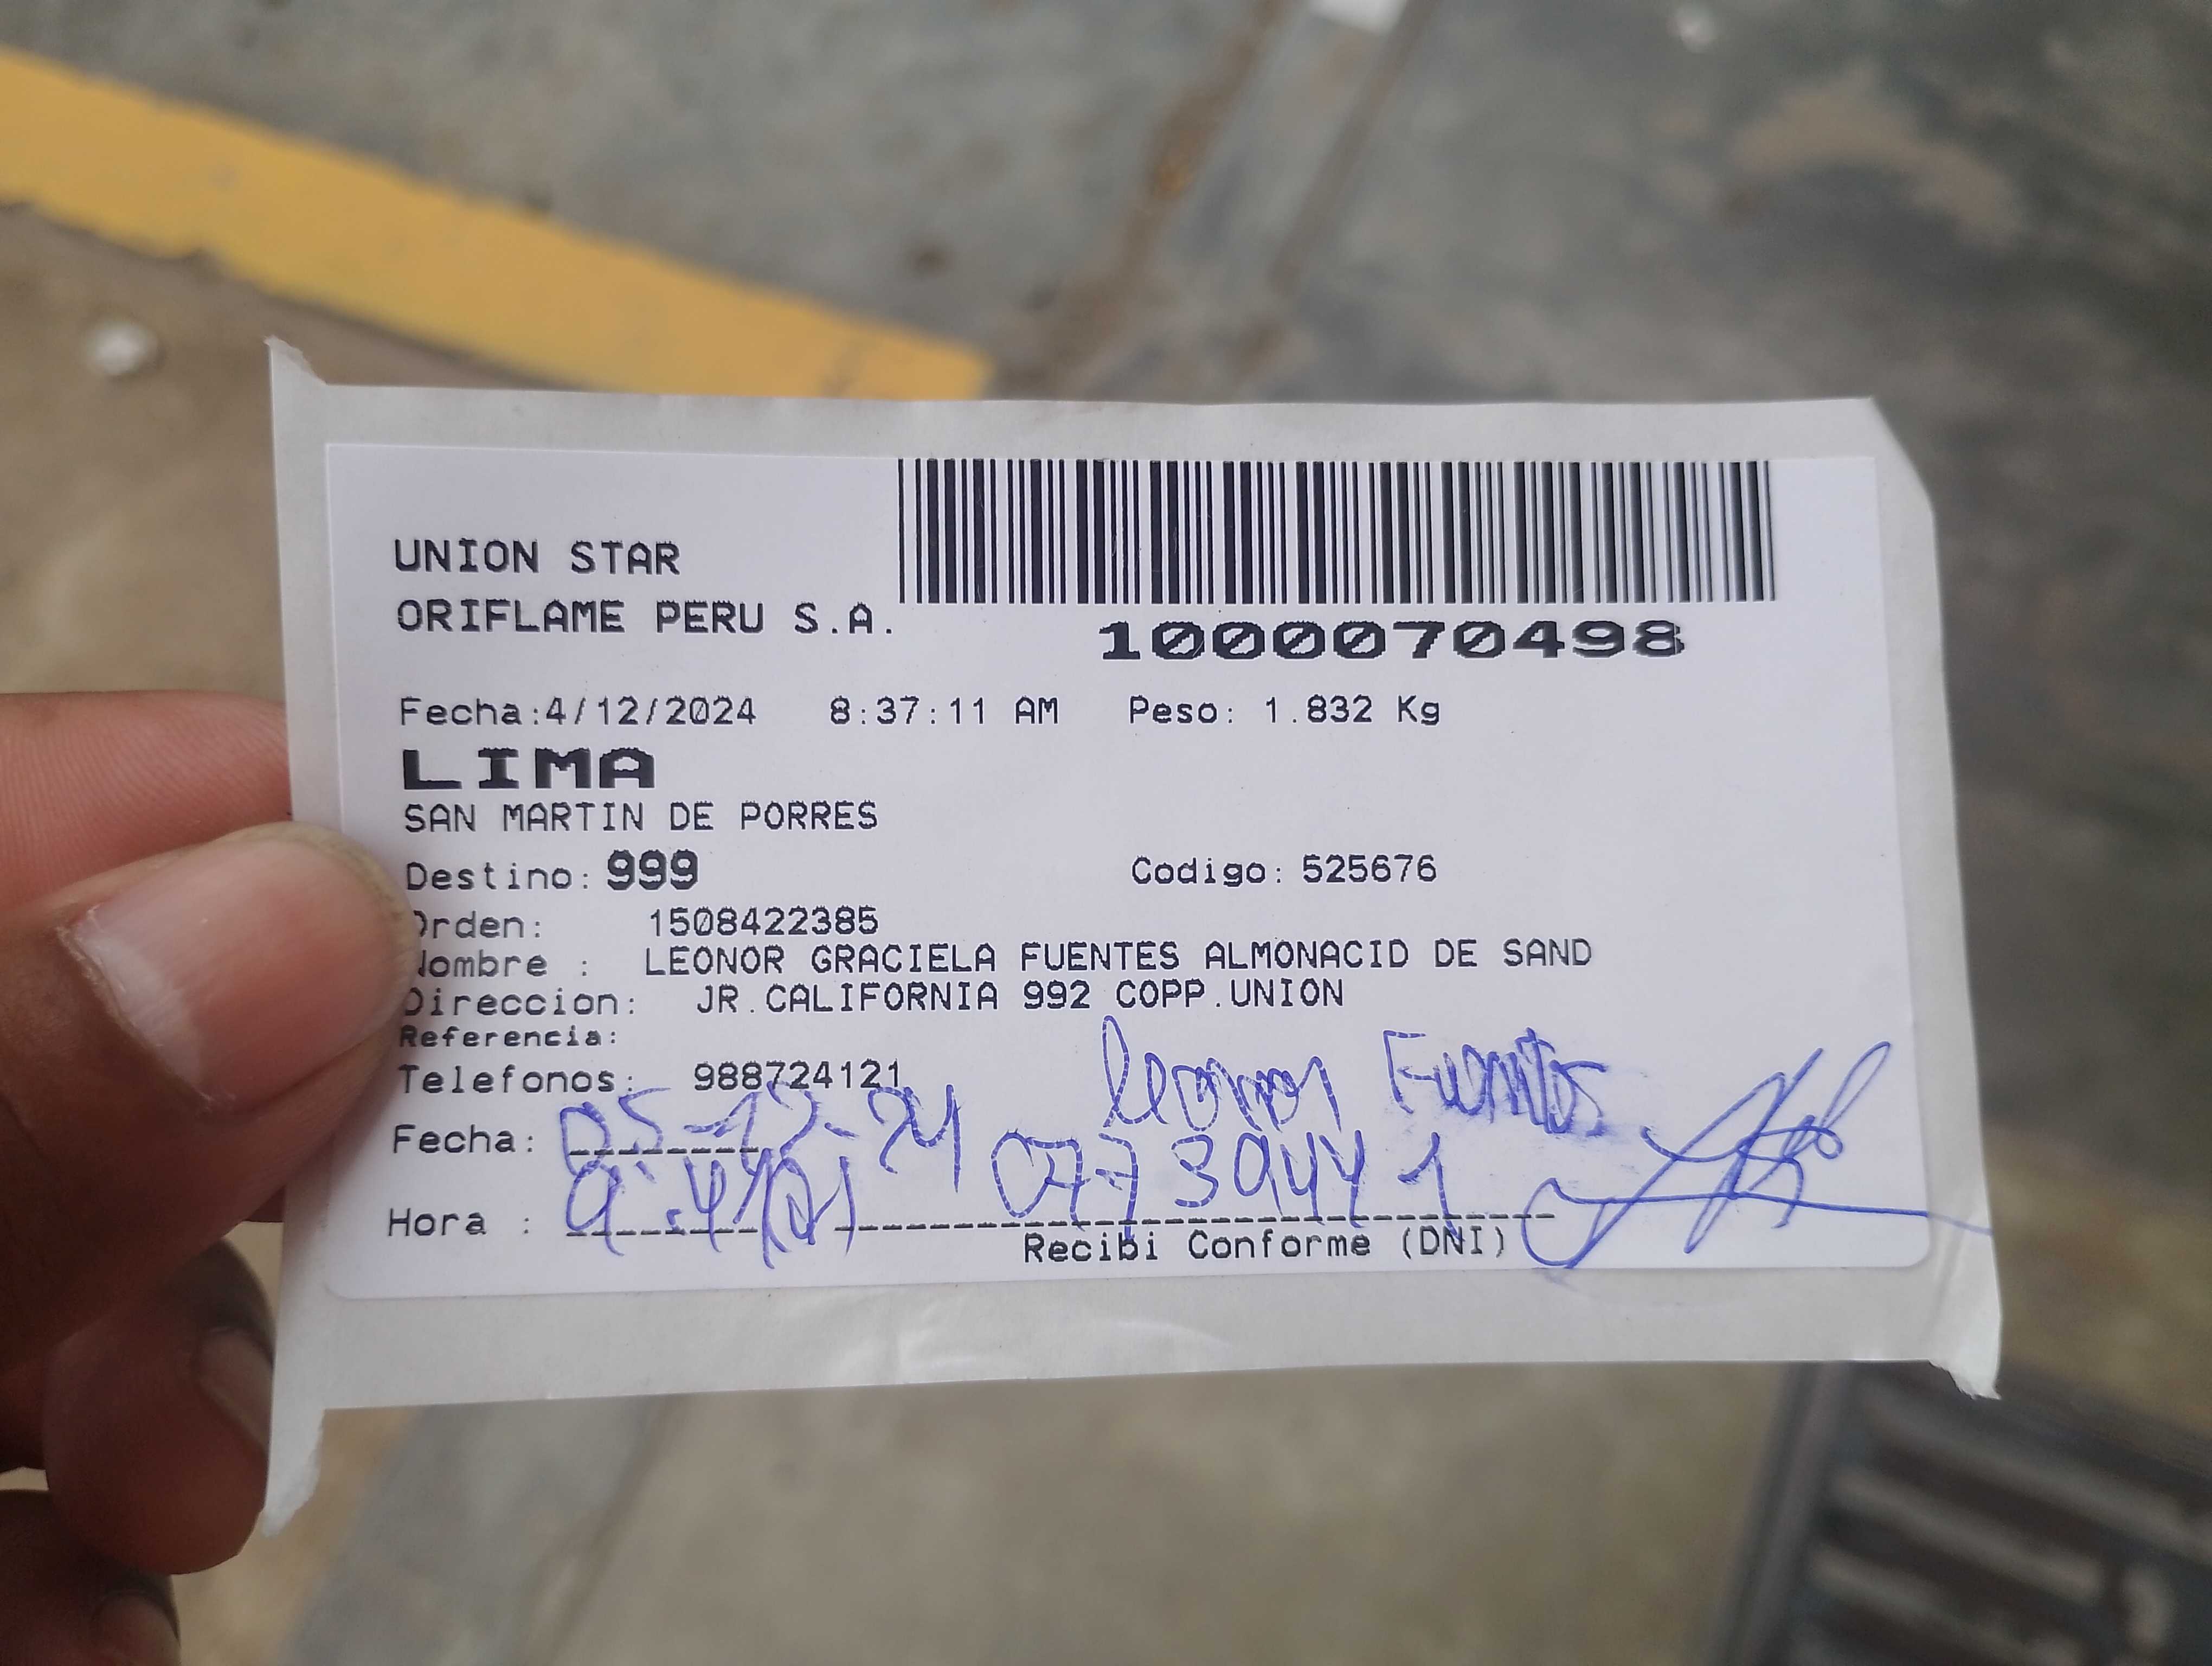 UNION STAR
ORIFLAME PERU S.A.
1000070498
Fecha:4/12/2024 8:37:11 AM Peso: 1.832 Kg
LIMA
SAN MARTIN DE PORRES
Destino: 999 Codigo: 525676
Orden: 1508422385
Nombre : LEONOR GRACIELA FUENTES ALMONACID DE SAND
Direccion: JR.CALIFORNIA 992 COPP.UNION
Referencia:
Telefonos: 988724121
Leonor Fuentes
Fecha: 05-12-24
07739441
Hora :
Recibi Conforme (DNI)